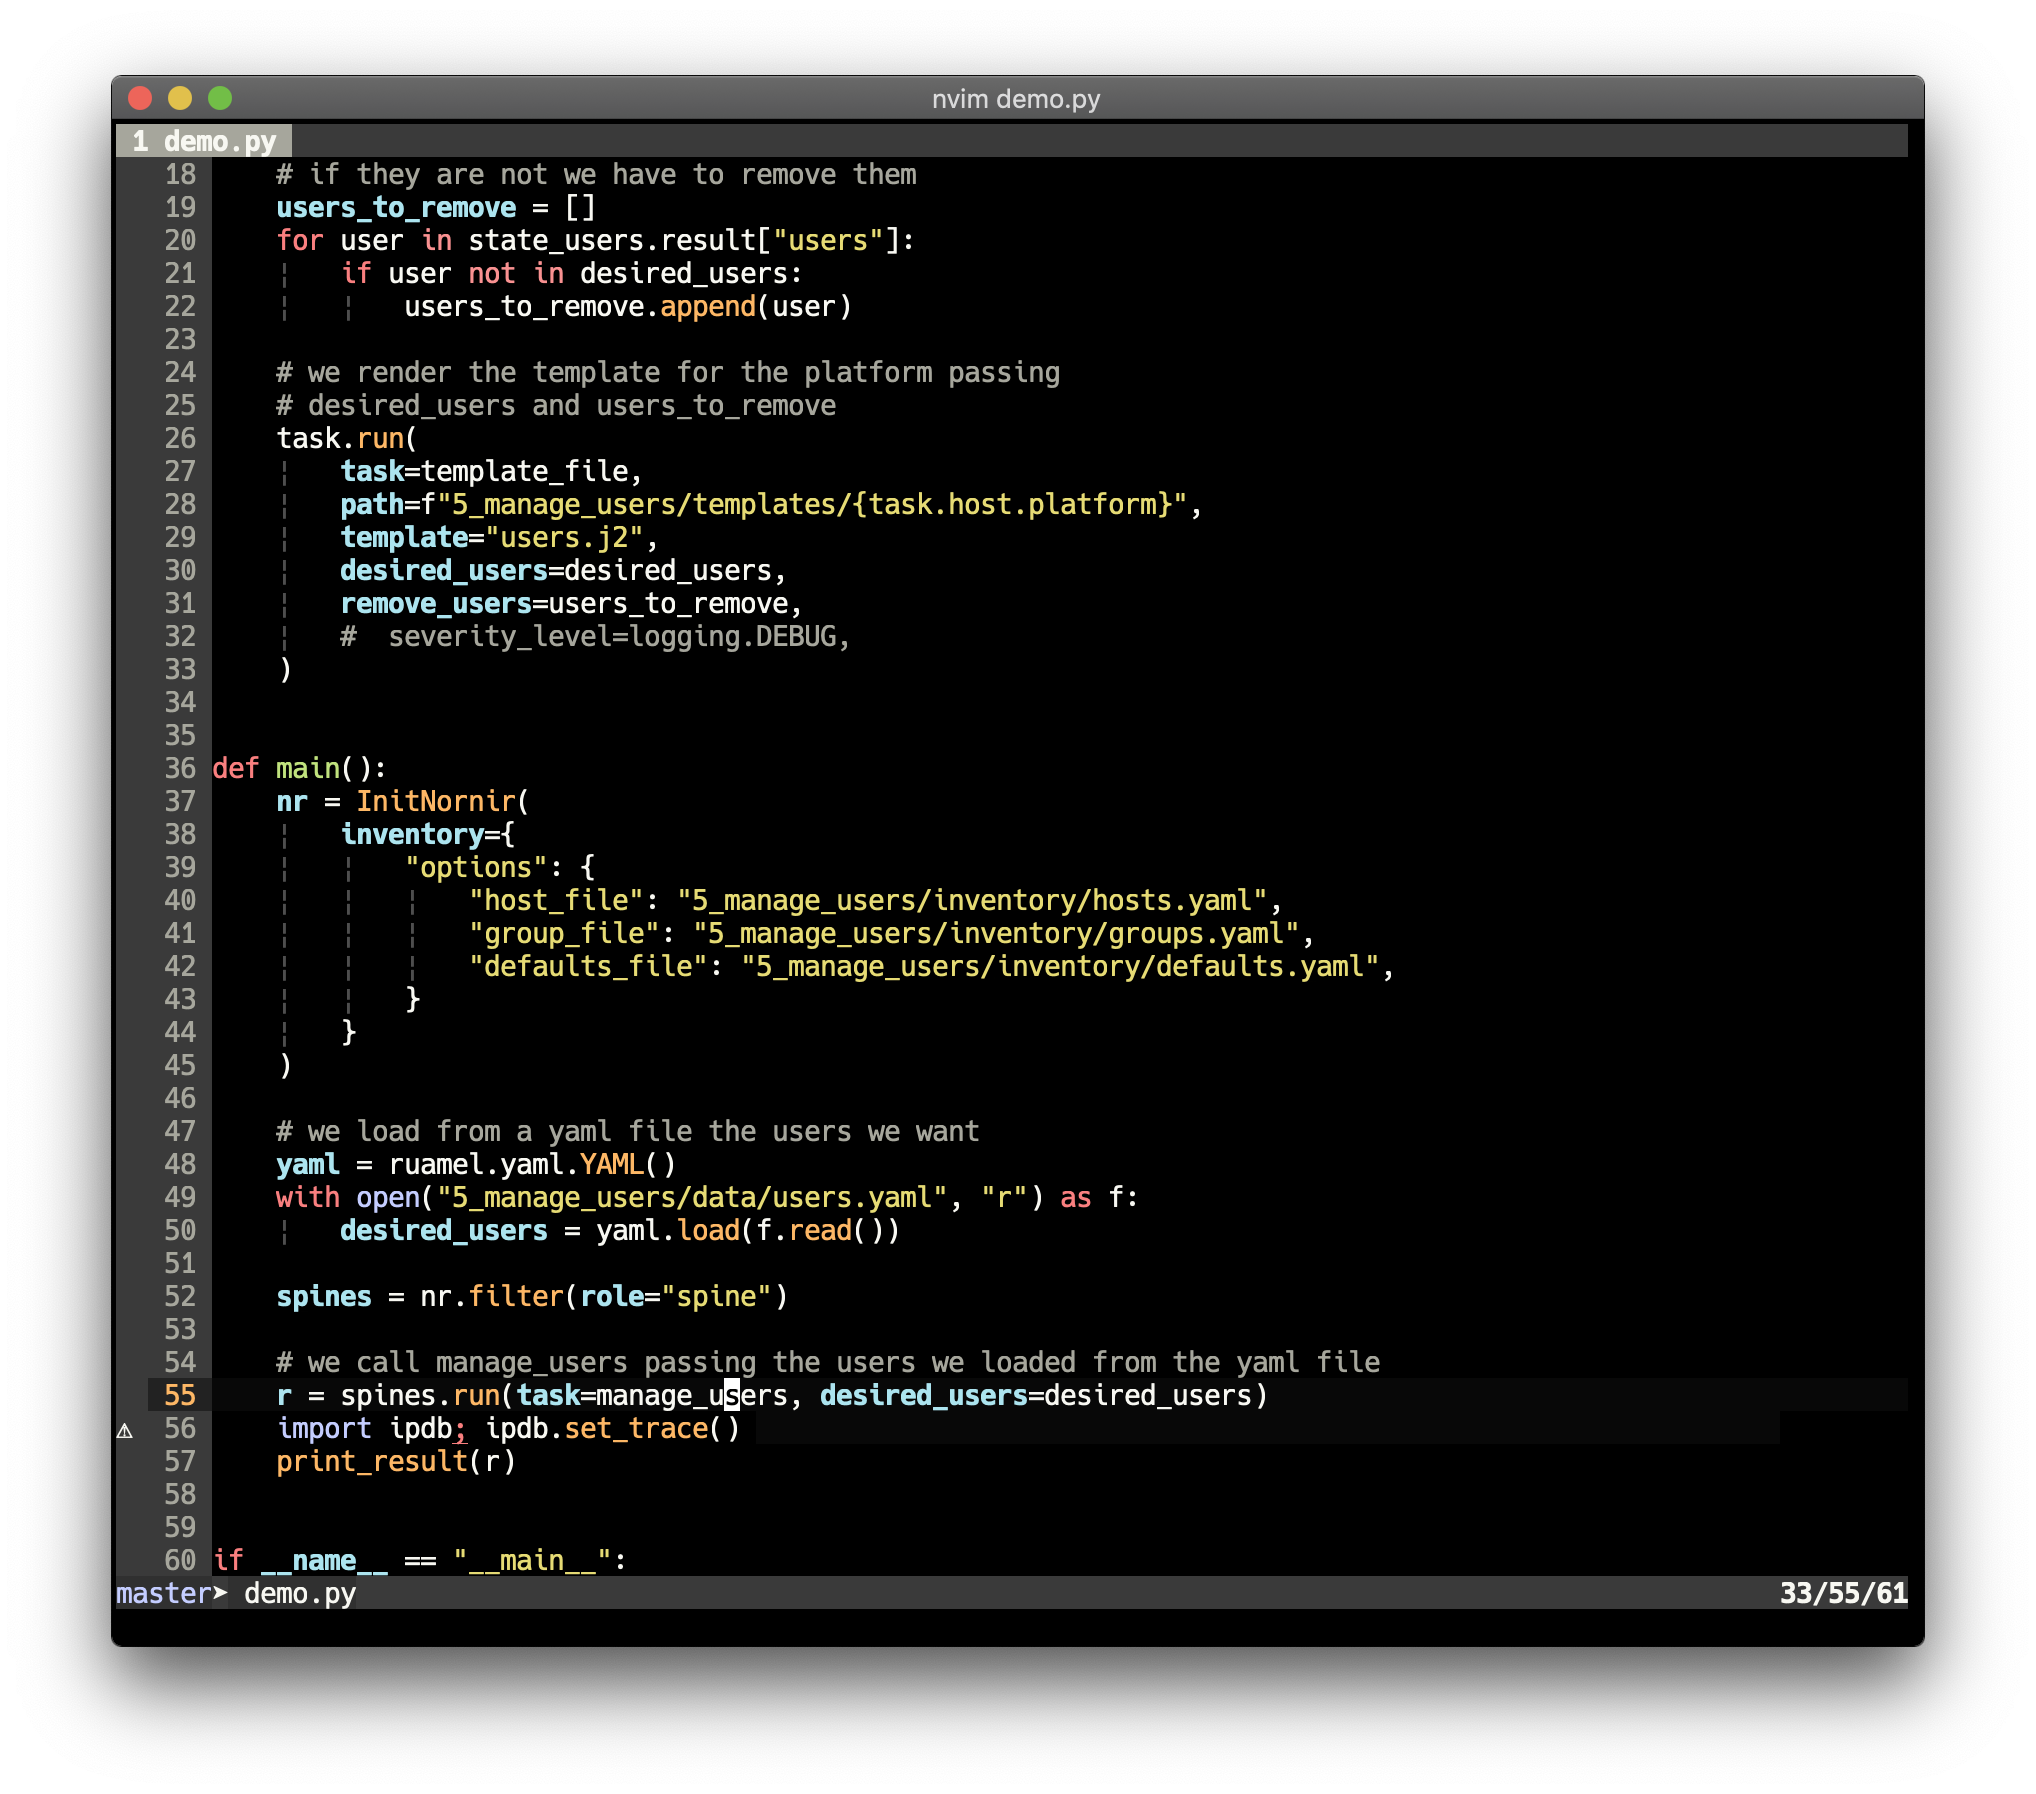 nvim demo.py
1 demo.py
18     # if they are not we have to remove them
19     users_to_remove = []
20     for user in state_users.result["users"]:
21     ¦   if user not in desired_users:
22     ¦   ¦   users_to_remove.append(user)
23
24     # we render the template for the platform passing
25     # desired_users and users_to_remove
26     task.run(
27     ¦   task=template_file,
28     ¦   path=f"5_manage_users/templates/{task.host.platform}",
29     ¦   template="users.j2",
30     ¦   desired_users=desired_users,
31     ¦   remove_users=users_to_remove,
32     ¦   #  severity_level=logging.DEBUG,
33     )
34
35
36 def main():
37     nr = InitNornir(
38     ¦   inventory={
39     ¦   ¦   "options": {
40     ¦   ¦   ¦   "host_file": "5_manage_users/inventory/hosts.yaml",
41     ¦   ¦   ¦   "group_file": "5_manage_users/inventory/groups.yaml",
42     ¦   ¦   ¦   "defaults_file": "5_manage_users/inventory/defaults.yaml",
43     ¦   ¦   }
44     ¦   }
45     )
46
47     # we load from a yaml file the users we want
48     yaml = ruamel.yaml.YAML()
49     with open("5_manage_users/data/users.yaml", "r") as f:
50     ¦   desired_users = yaml.load(f.read())
51
52     spines = nr.filter(role="spine")
53
54     # we call manage_users passing the users we loaded from the yaml file
55     r = spines.run(task=manage_users, desired_users=desired_users)
⚠ 56     import ipdb; ipdb.set_trace()
57     print_result(r)
58
59
60 if __name__ == "__main__":
master➤ demo.py 33/55/61